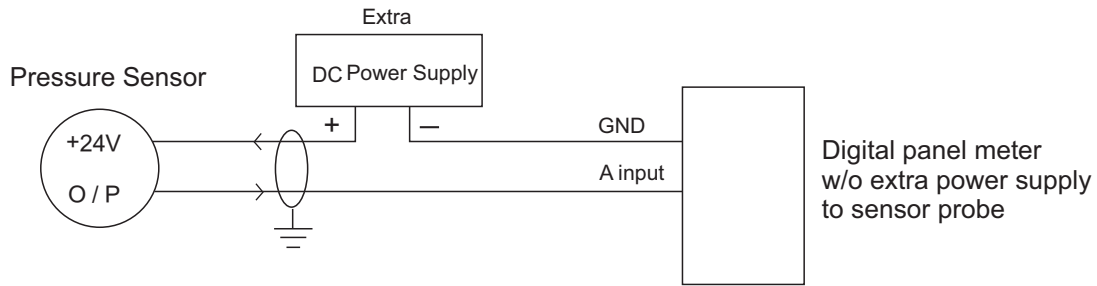 Extra
DC Power Supply
Pressure Sensor
+ −
+24V
GND
A input
O / P
Digital panel meter
w/o extra power supply
to sensor probe